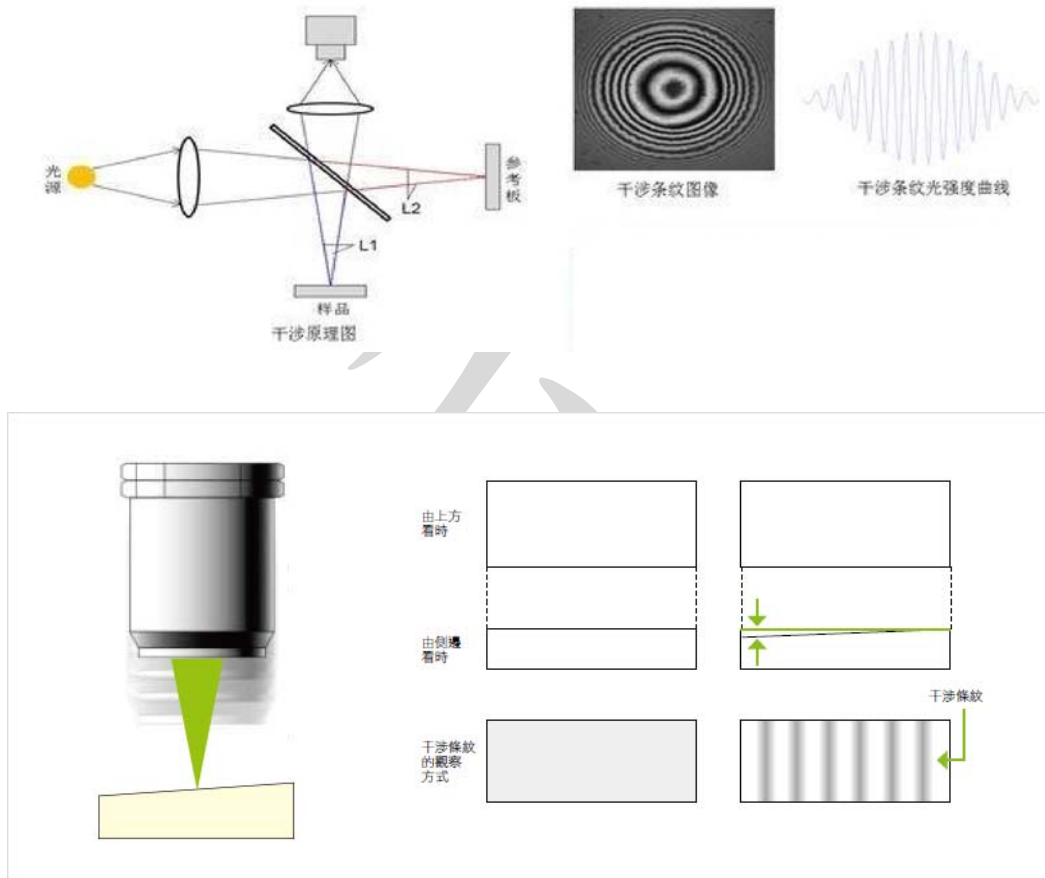 光源
参考板
L2
L1
样品
干涉原理图
干涉条纹图像
干涉条纹光强度曲线
由上方
看時
由側邊
看時
干涉條紋
干涉條紋
的觀察
方式